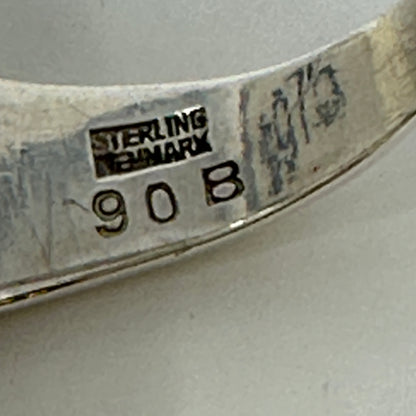 STERLING
DENMARK
90 B